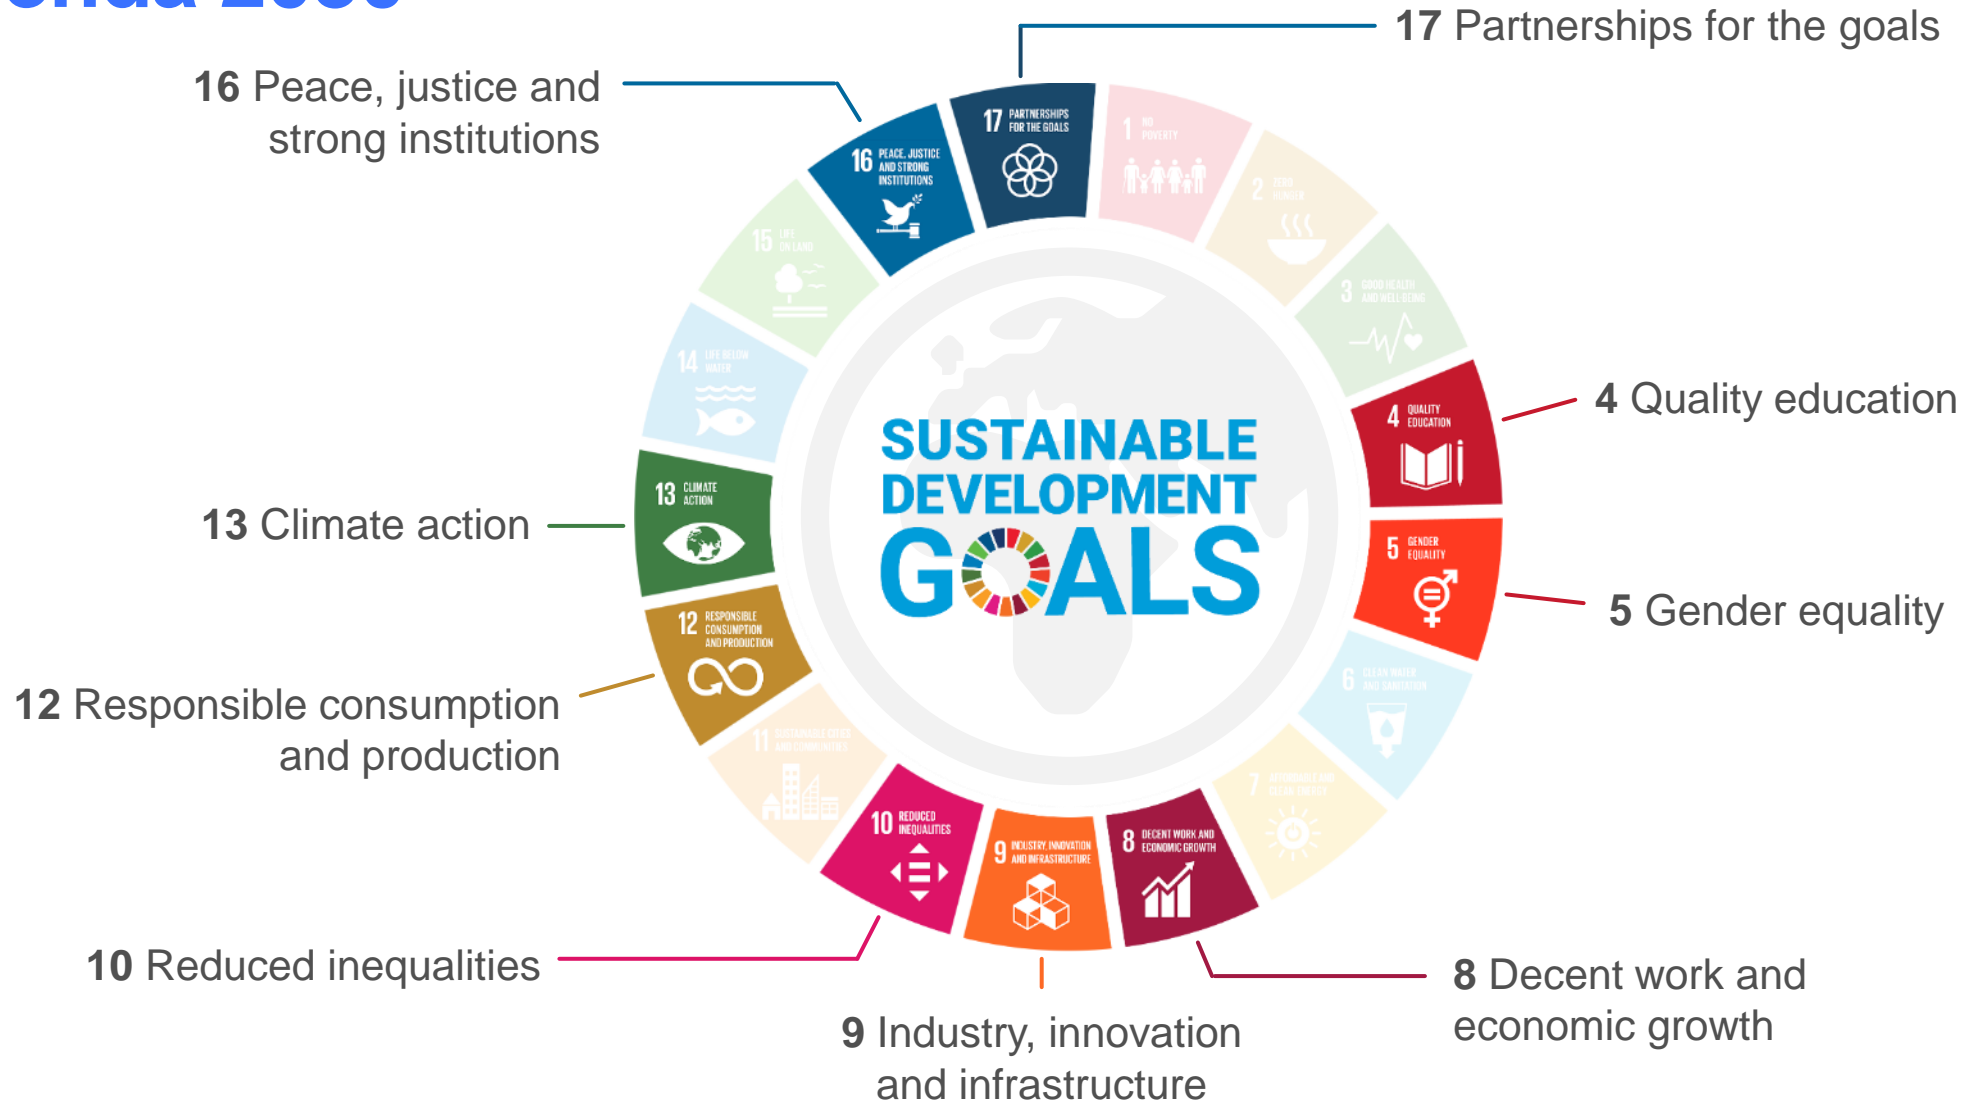 17 Partnerships for the goals
16 Peace, justice and
strong institutions
17 PARTNERSHIPS
FOR THE GOALS
1 NO
POVERTY
16 PEACE, JUSTICE
AND STRONG
INSTITUTIONS
2 ZERO
HUNGER
15 LIFE
ON LAND
3 GOOD HEALTH
AND WELL-BEING
14 LIFE BELOW
WATER
4 QUALITY
EDUCATION
4 Quality education
SUSTAINABLE
DEVELOPMENT
GOALS
13 CLIMATE
ACTION
13 Climate action
5 GENDER
EQUALITY
5 Gender equality
12 RESPONSIBLE
CONSUMPTION
AND PRODUCTION
12 Responsible consumption
and production
6 CLEAN WATER
AND SANITATION
11 SUSTAINABLE CITIES
AND COMMUNITIES
7 AFFORDABLE AND
CLEAN ENERGY
10 REDUCED
INEQUALITIES
9 INDUSTRY, INNOVATION
AND INFRASTRUCTURE
8 DECENT WORK AND
ECONOMIC GROWTH
10 Reduced inequalities
8 Decent work and
economic growth
9 Industry, innovation
and infrastructure